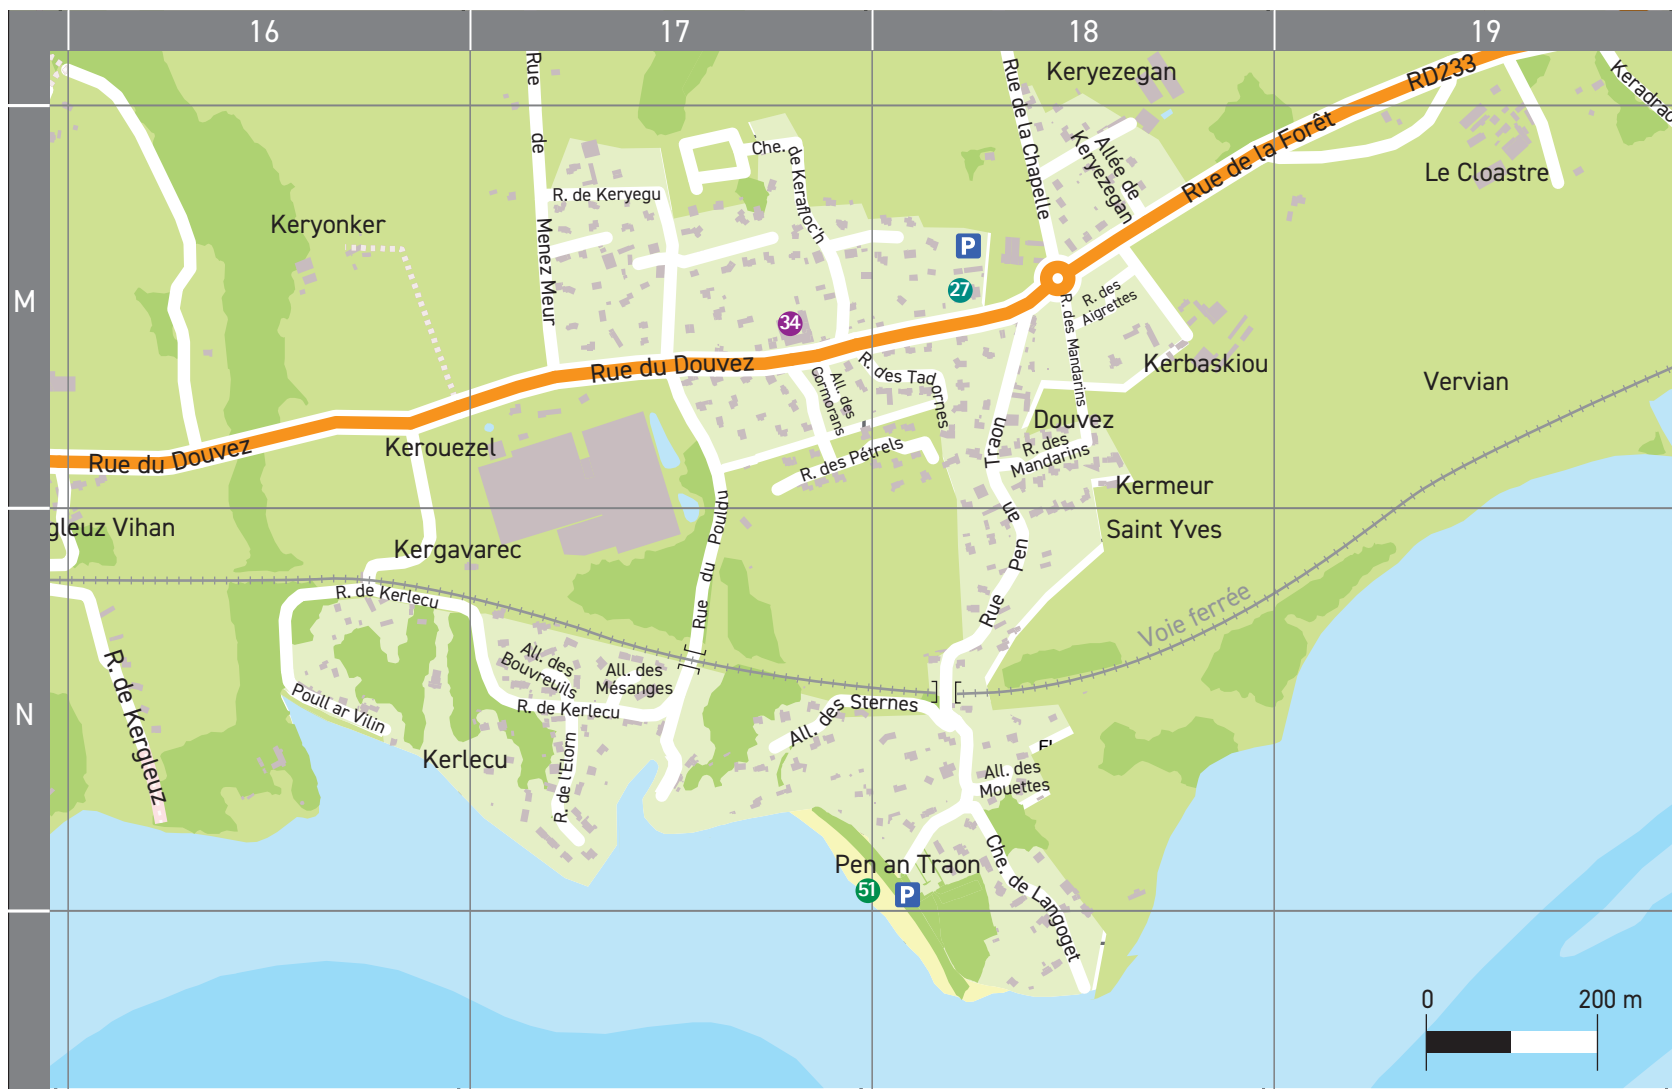 16
17
18
19
M
N
Keryezegan
RD233
Keradrao
Rue de Menez Meur
Rue de la Chapelle
Allée de
Keryezegan
Rue de la Forêt
Le Cloastre
Che. de Kerafloc'h
R. de Keryegu
Keryonker
P
27
34
R. des
Aigrettes
R. des Mandarins
Kerbaskiou
Vervian
Rue du Douvez
R. des Tadornes
All. des
Cormorans
Douvez
R. des
Mandarins
Rue du Douvez
Kerouezel
R. des Pétrels
Kermeur
Rue Pen an Traon
gleuz Vihan
Kergavarec
Saint Yves
Rue du Pouldu
R. de Kerlecu
Voie ferrée
All. des
Bouvreuils
All. des
Mésanges
R. de Kergleuz
Poull ar Vilin
R. de Kerlecu
All. des Sternes
Kerlecu
R. de l'Elorn
All. des
Mouettes
Che. de Langoget
Pen an Traon
51
P
0
200 m